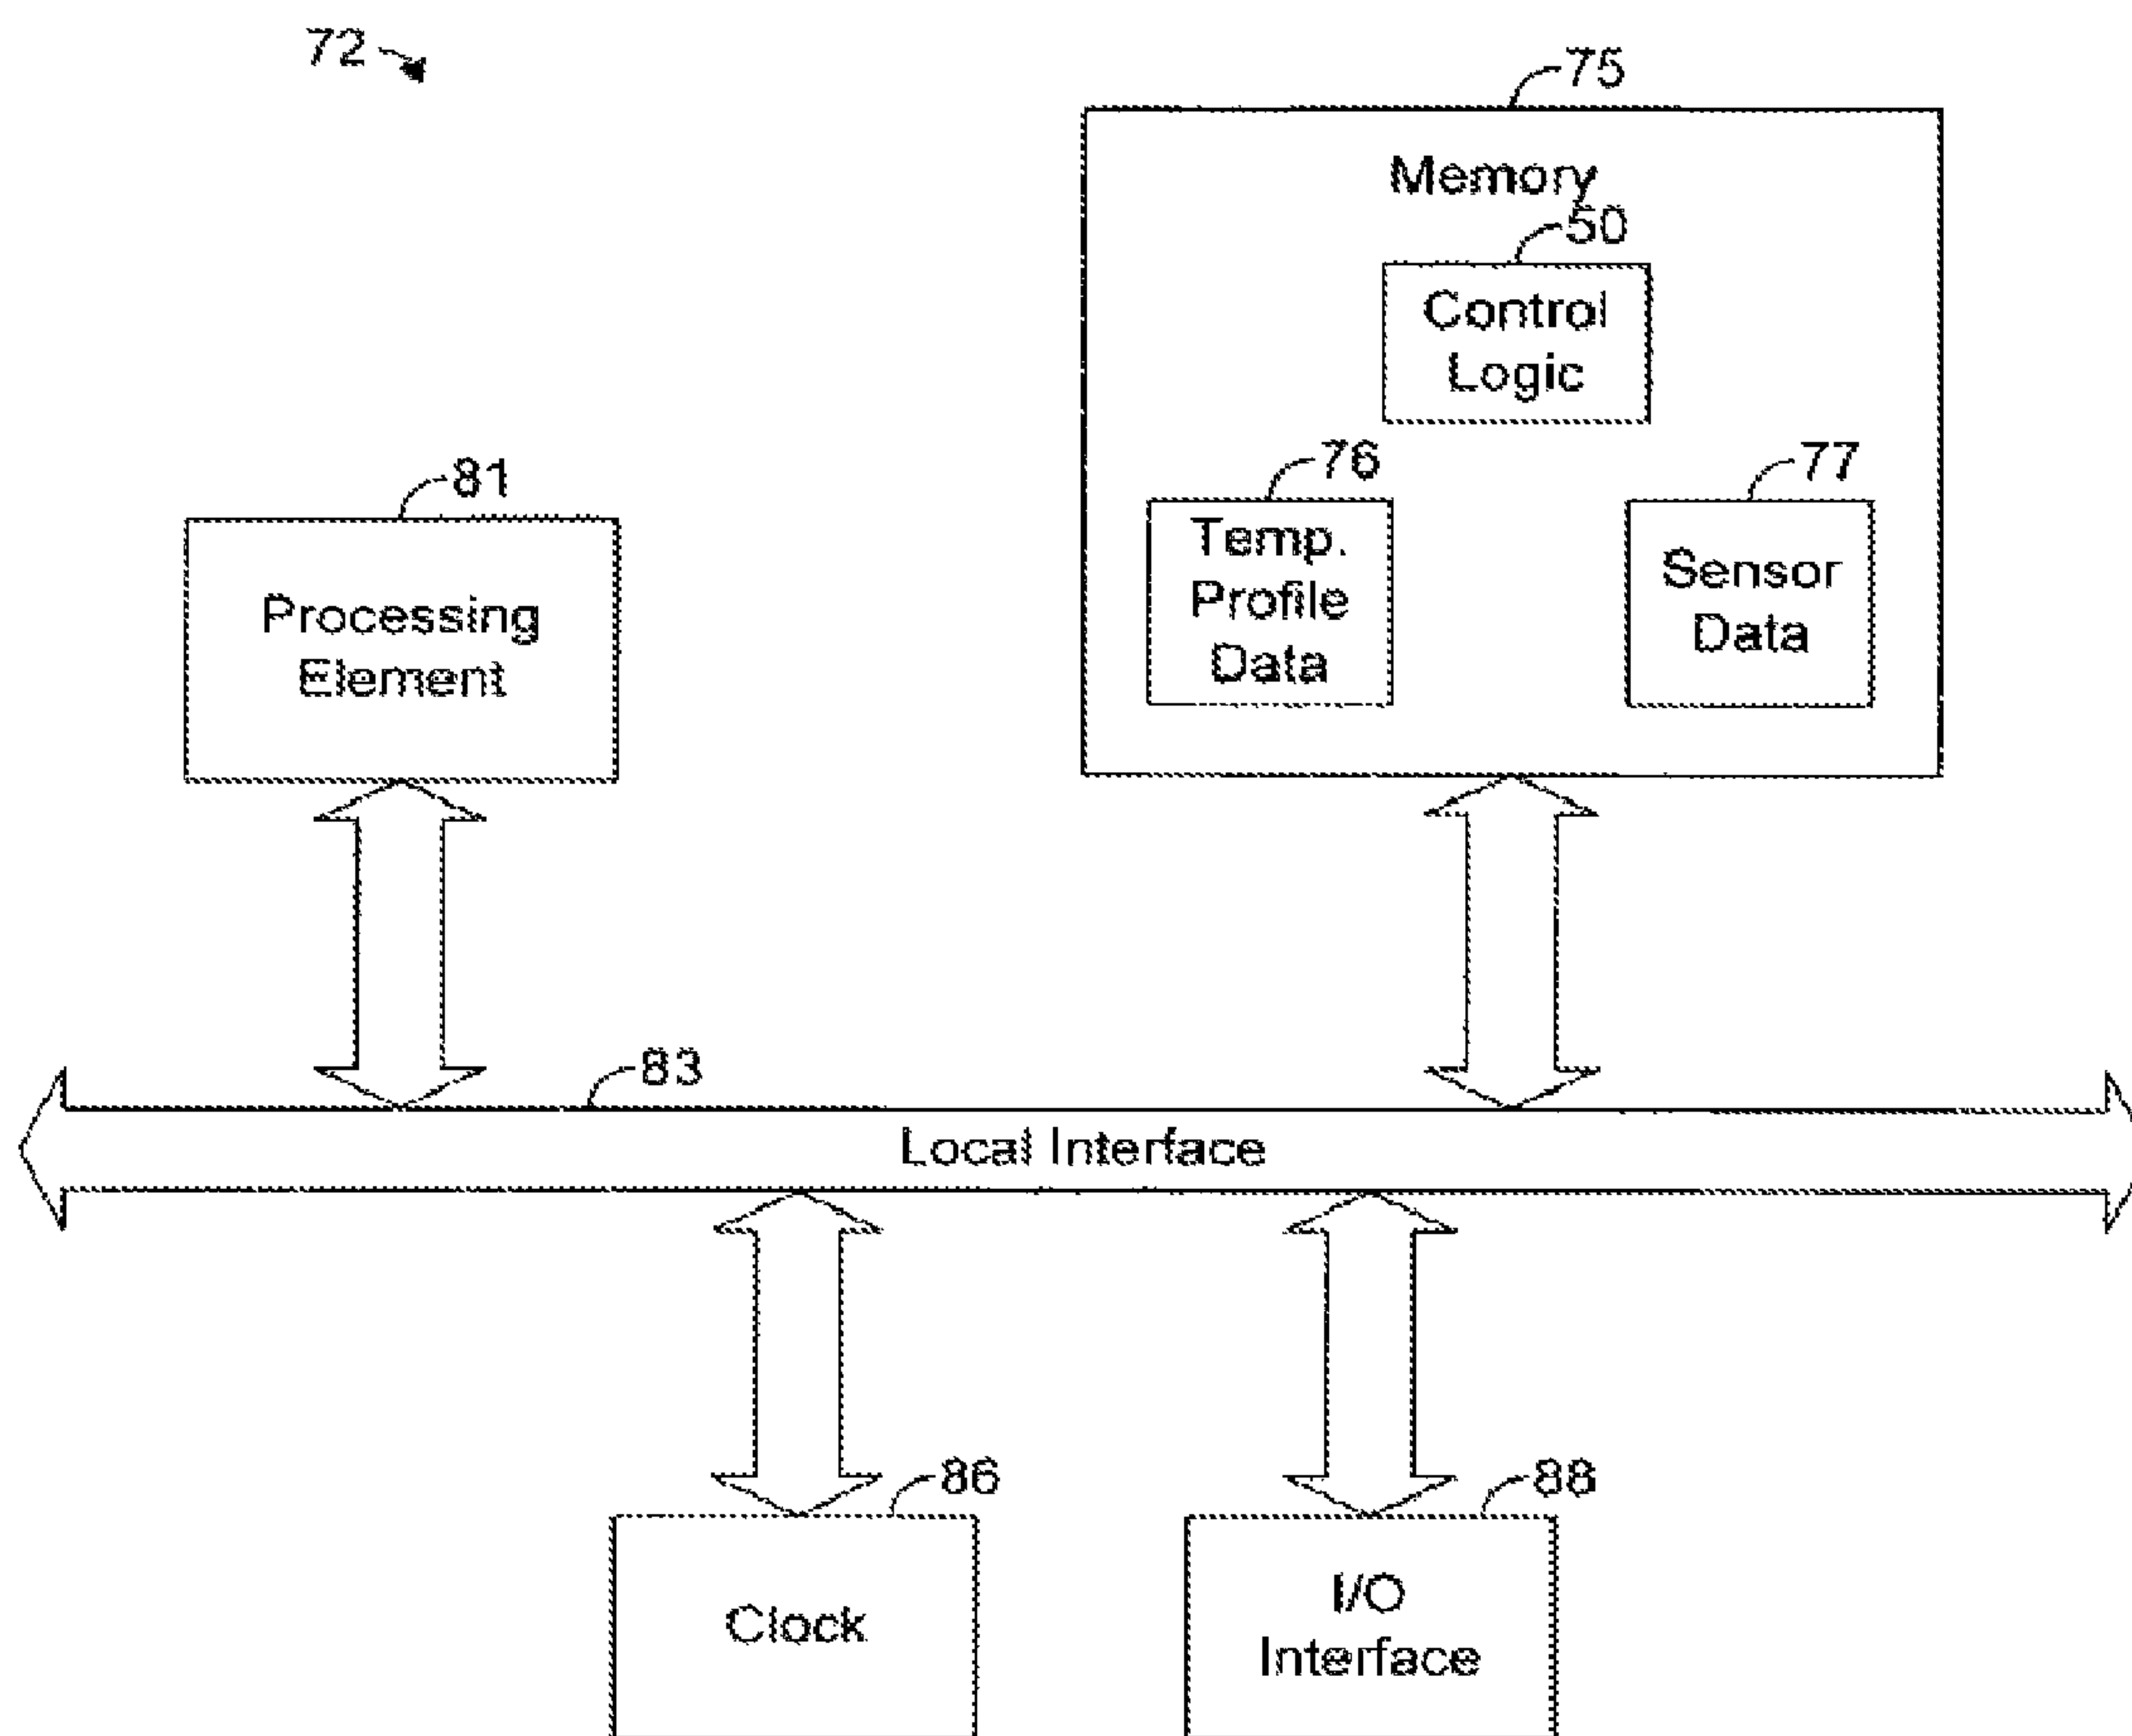 72
75
Memory
50
Control
Logic
76
77
Temp.
Profile
Data
Sensor
Data
81
Processing
Element
83
Local Interface
86
88
Clock
I/O
Interface